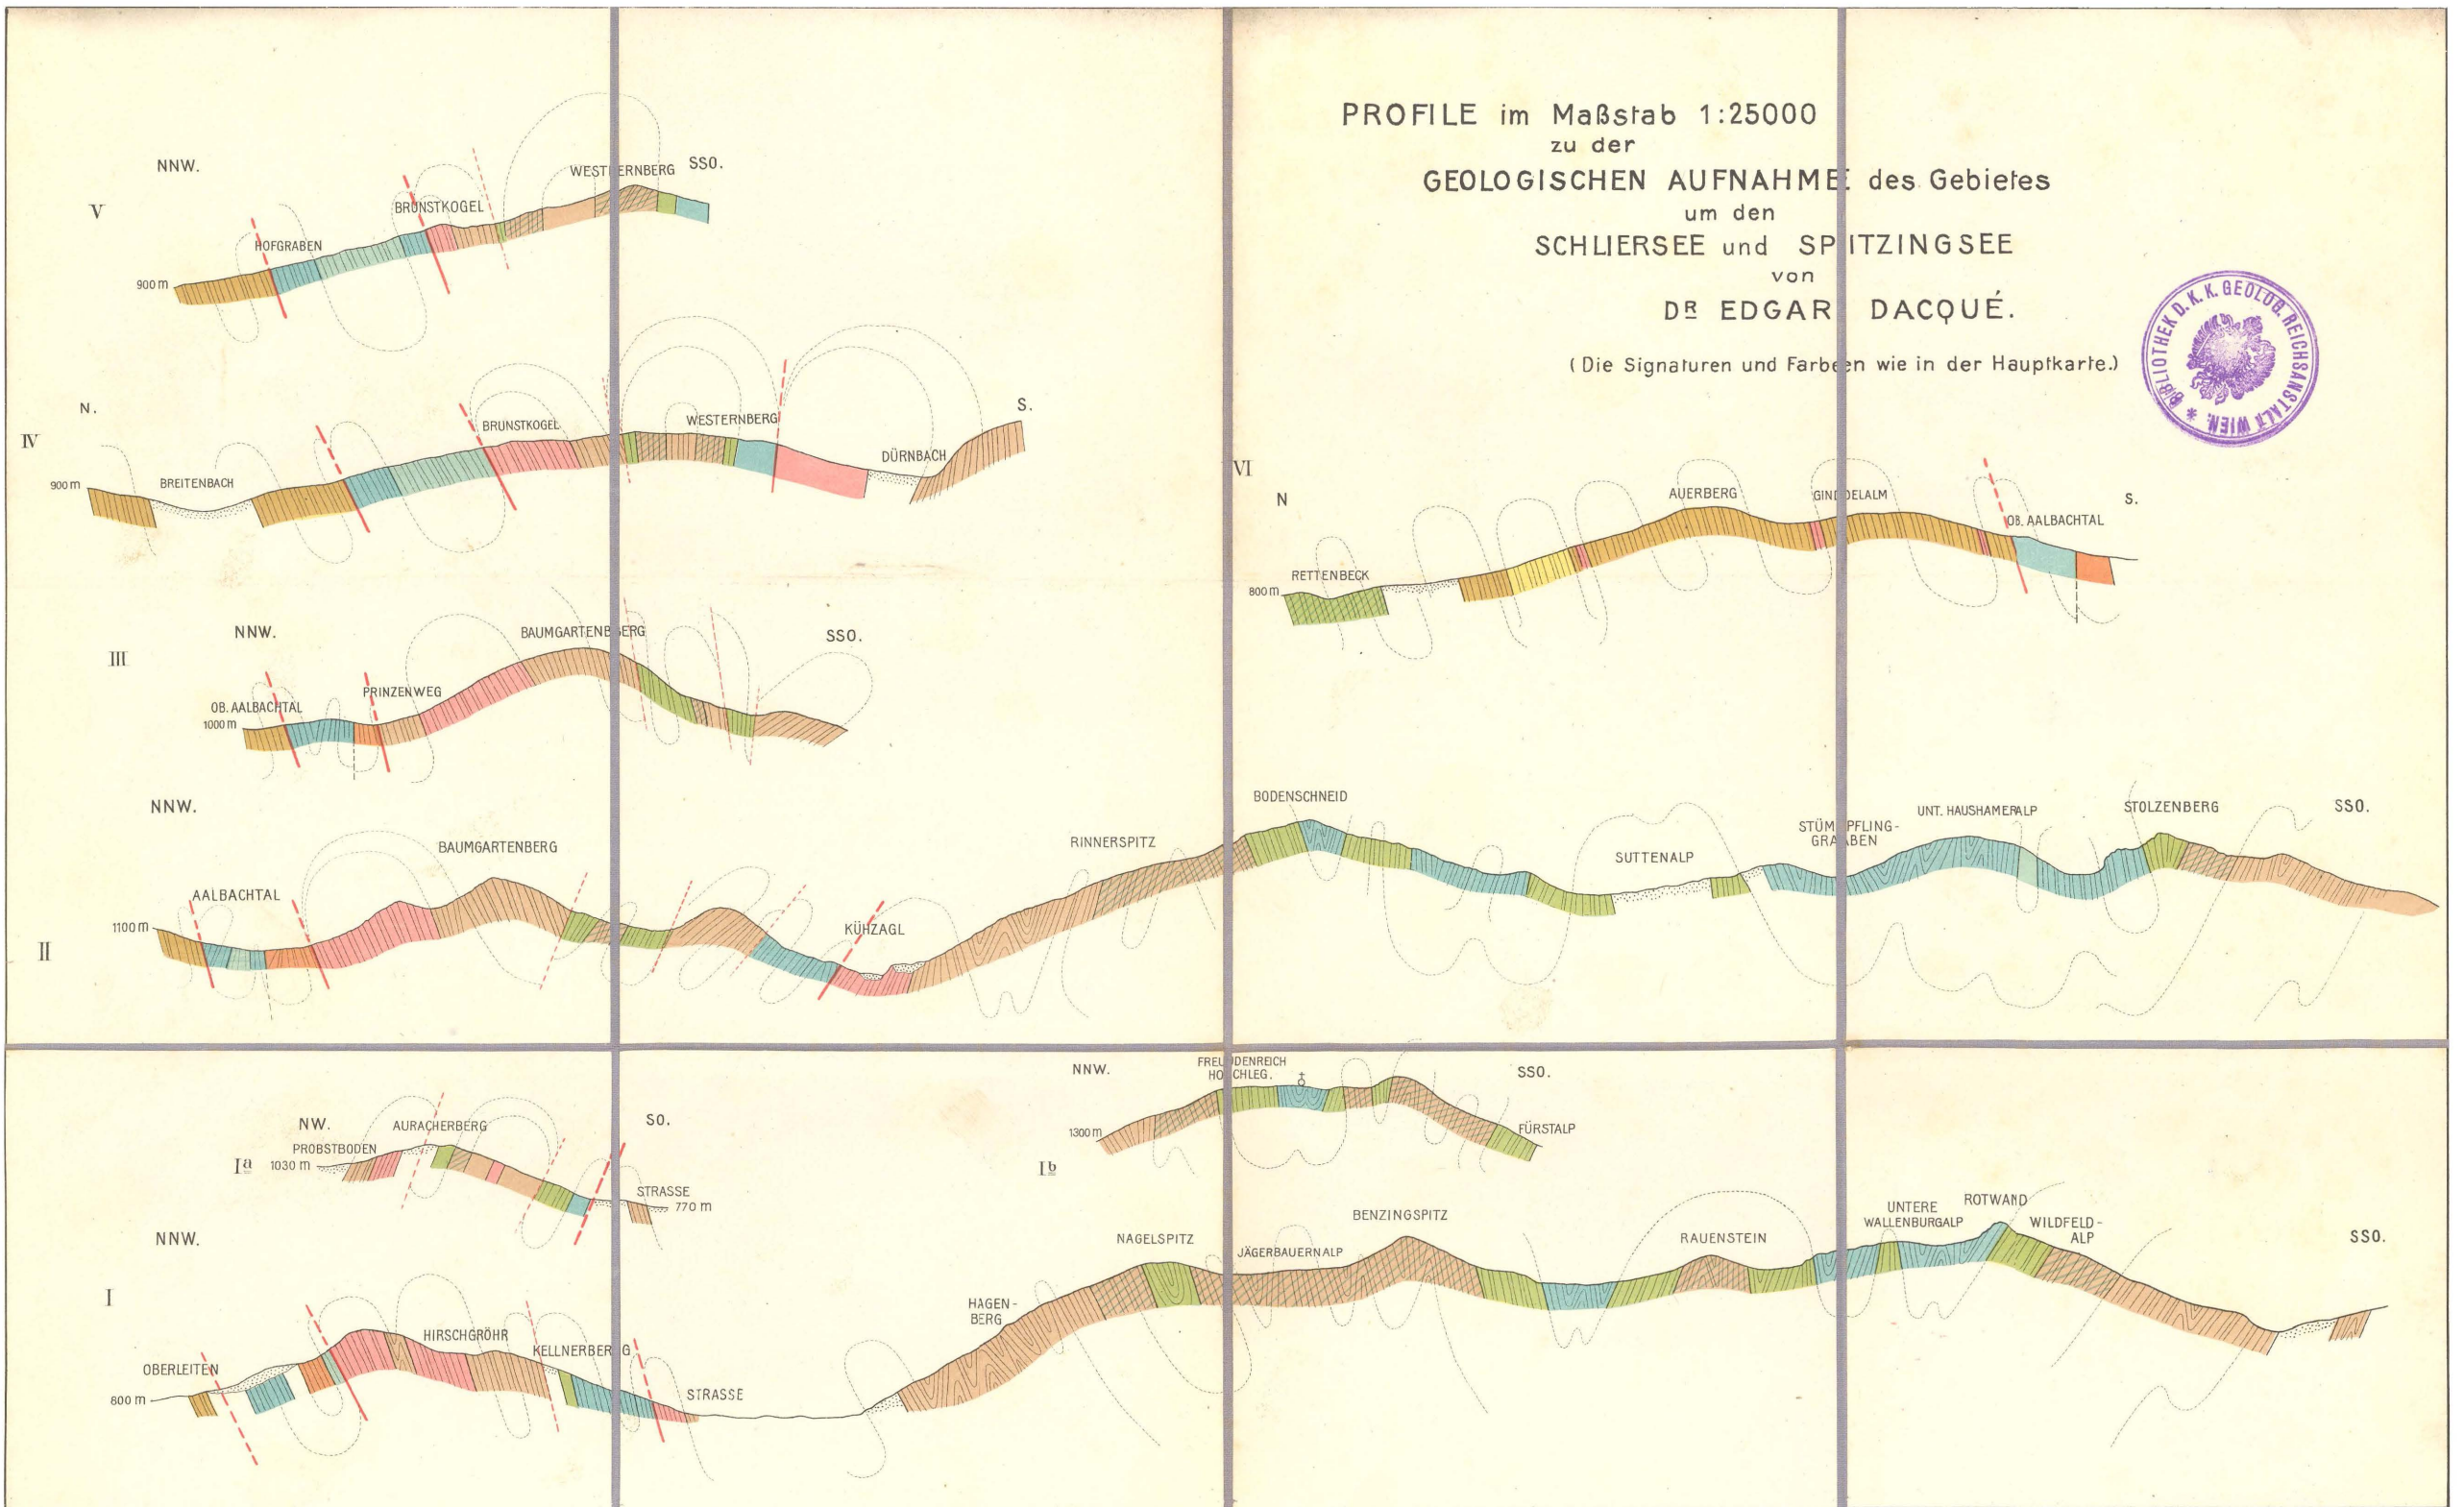 PROFILE im Maßstab 1:25000
zu der
GEOLOGISCHEN AUFNAHME des Gebietes
um den
SCHLIERSEE und SPITZINGSEE
von
DR EDGAR DACQUÉ.
(Die Signaturen und Farben wie in der Hauptkarte.)
BIBLIOTHEK D. K. K. GEOLOG. REICHSANSTALT WIEN. *
V
NNW.
SSO.
HOFGRABEN
BRUNSTKOGEL
WESTERNBERG
900 m
IV
N.
S.
BREITENBACH
BRUNSTKOGEL
WESTERNBERG
DÜRNBACH
900 m
VI
N
S.
RETTENBECK
AUERBERG
GINDELALM
OB. AALBACHTAL
800 m
III
NNW.
SSO.
OB. AALBACHTAL
PRINZENWEG
BAUMGARTENBERG
1000 m
II
NNW.
SSO.
AALBACHTAL
BAUMGARTENBERG
KÜHZAGL
RINNERSPITZ
BODENSCHNEID
SUTTENALP
STÜMPFLING-
GRABEN
UNT. HAUSHAMERALP
STOLZENBERG
1100 m
Ia
NW.
SO.
PROBSTBODEN
AURACHERBERG
STRASSE
1030 m
770 m
Ib
NNW.
SSO.
FREUDENREICH
HOCHLEG.
FÜRSTALP
1300 m
I
NNW.
SSO.
OBERLEITEN
HIRSCHGRÖHR
KELLNERBERG
STRASSE
HAGEN-
BERG
NAGELSPITZ
JÄGERBAUERNALP
BENZINGSPITZ
RAUENSTEIN
UNTERE
WALLENBURGALP
ROTWAND
WILDFELD-
ALP
800 m